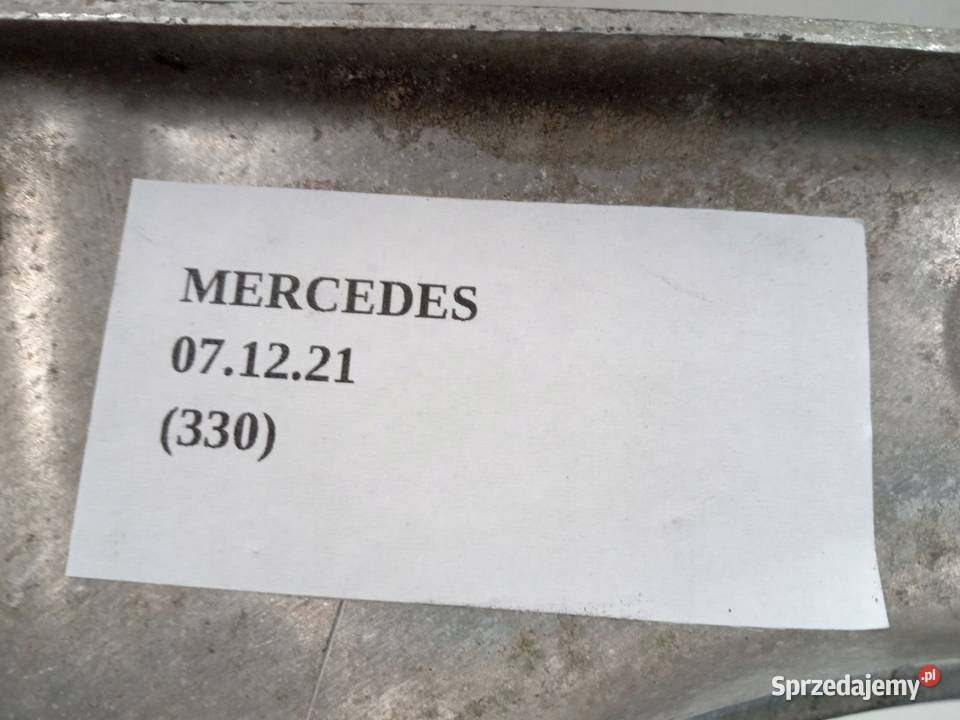 MERCEDES
07.12.21
(330)
Sprzedajemy.pl